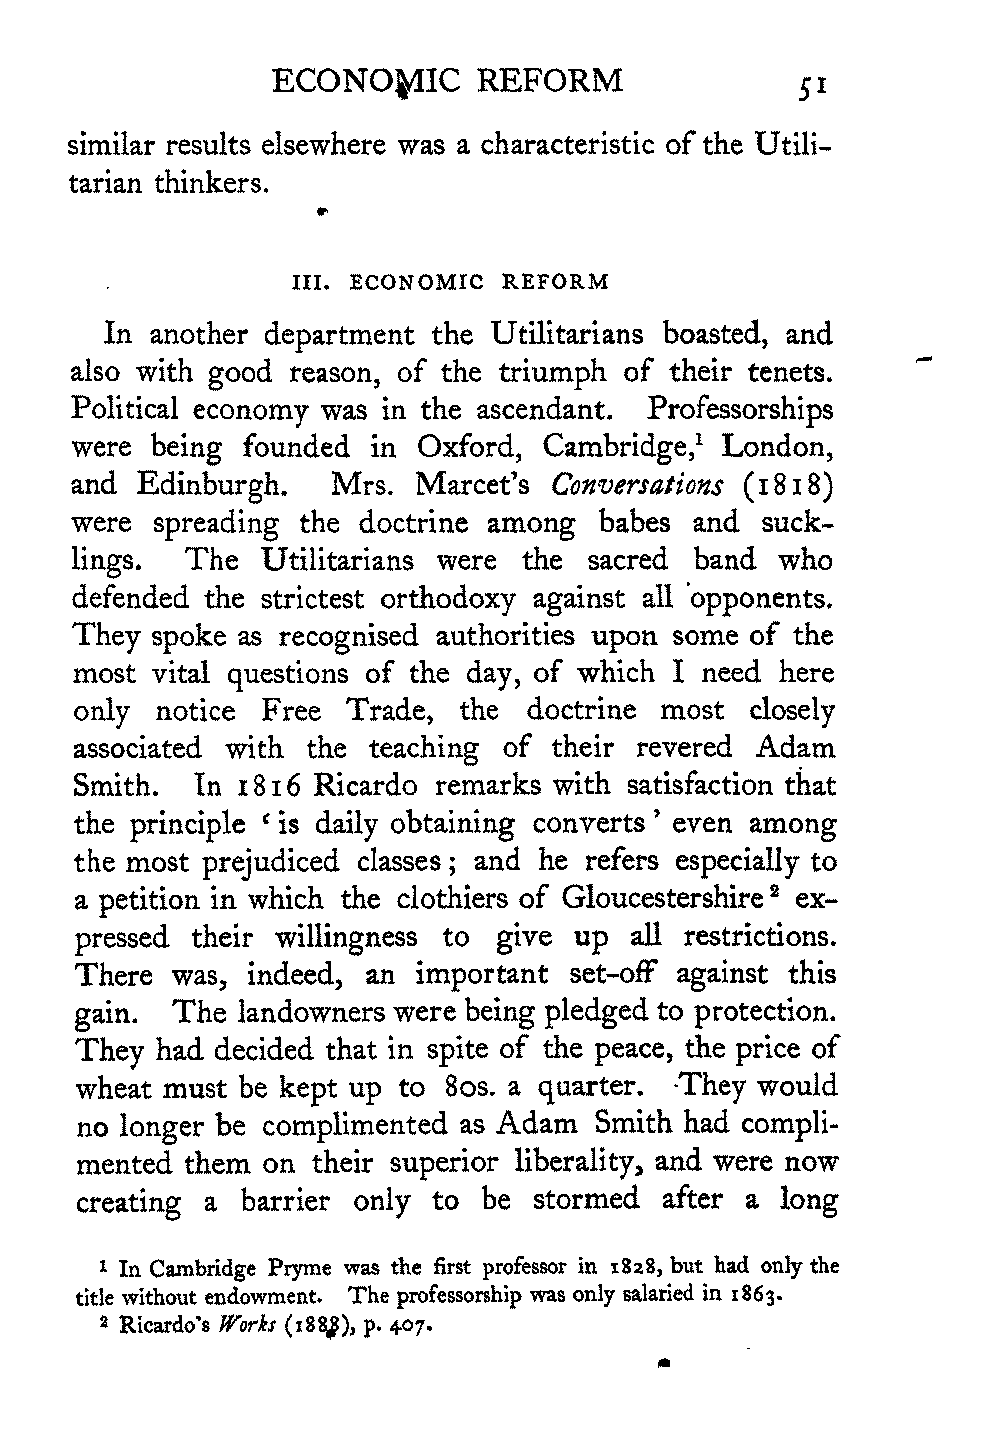 ECONOMIC REFORM 51
similar results elsewhere was a characteristic of the Utili-
tarian thinkers.
III. ECONOMIC REFORM
In another department the Utilitarians boasted, and
also with good reason, of the triumph of their tenets.
Political economy was in the ascendant. Professorships
were being founded in Oxford, Cambridge,¹ London,
and Edinburgh. Mrs. Marcet's Conversations (1818)
were spreading the doctrine among babes and suck-
lings. The Utilitarians were the sacred band who
defended the strictest orthodoxy against all opponents.
They spoke as recognised authorities upon some of the
most vital questions of the day, of which I need here
only notice Free Trade, the doctrine most closely
associated with the teaching of their revered Adam
Smith. In 1816 Ricardo remarks with satisfaction that
the principle ‘is daily obtaining converts’ even among
the most prejudiced classes; and he refers especially to
a petition in which the clothiers of Gloucestershire² ex-
pressed their willingness to give up all restrictions.
There was, indeed, an important set-off against this
gain. The landowners were being pledged to protection.
They had decided that in spite of the peace, the price of
wheat must be kept up to 80s. a quarter. They would
no longer be complimented as Adam Smith had compli-
mented them on their superior liberality, and were now
creating a barrier only to be stormed after a long
¹ In Cambridge Pryme was the first professor in 1828, but had only the
title without endowment. The professorship was only salaried in 1863.
² Ricardo's Works p. 407.